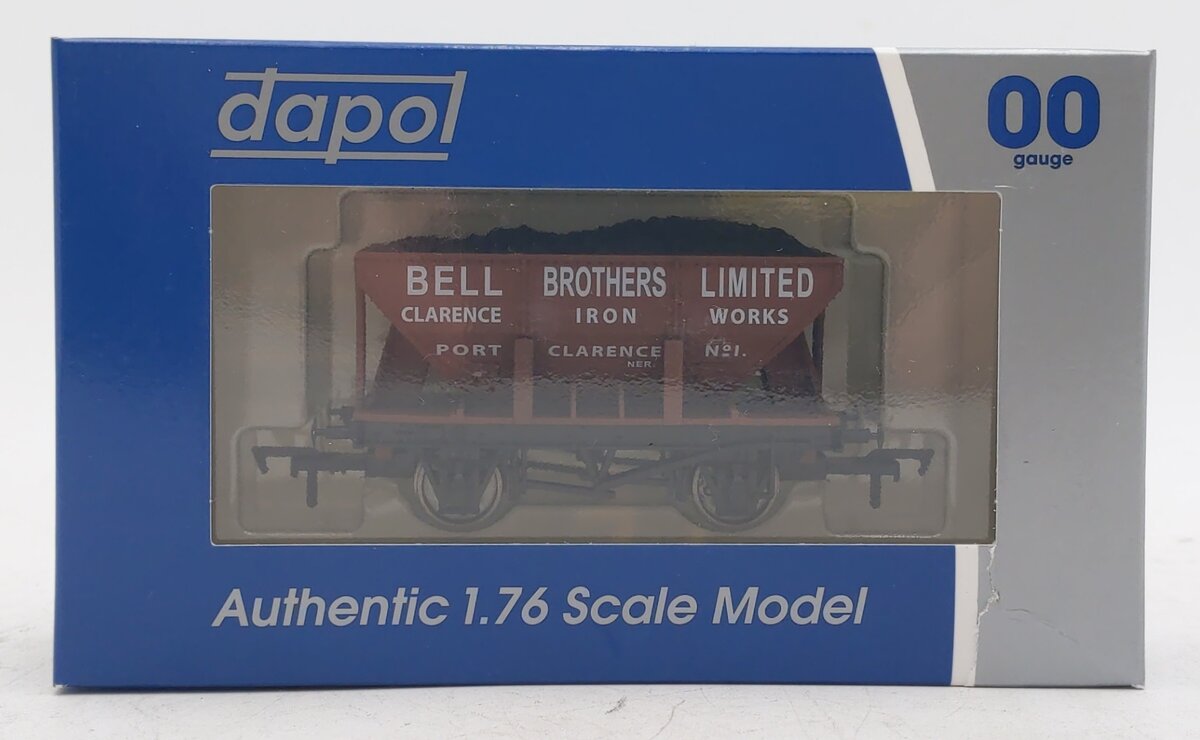 dapol
00
gauge
BELL BROTHERS LIMITED
CLARENCE IRON WORKS
PORT CLARENCE Nº1.
NER.
Authentic 1.76 Scale Model